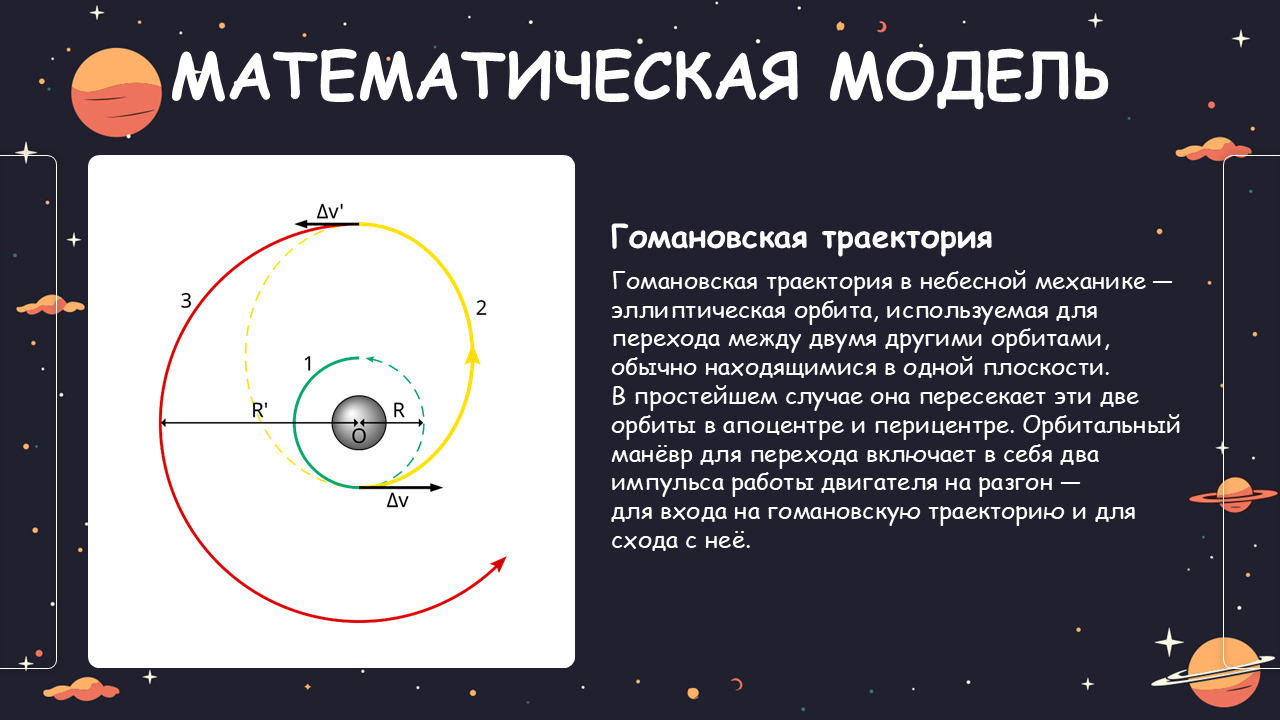 МАТЕМАТИЧЕСКАЯ МОДЕЛЬ
Δv'
3
2
1
R'
R
O
Δv
Гомановская траектория
Гомановская траектория в небесной механике —
эллиптическая орбита, используемая для
перехода между двумя другими орбитами,
обычно находящимися в одной плоскости.
В простейшем случае она пересекает эти две
орбиты в апоцентре и перицентре. Орбитальный
манёвр для перехода включает в себя два
импульса работы двигателя на разгон —
для входа на гомановскую траекторию и для
схода с неё.